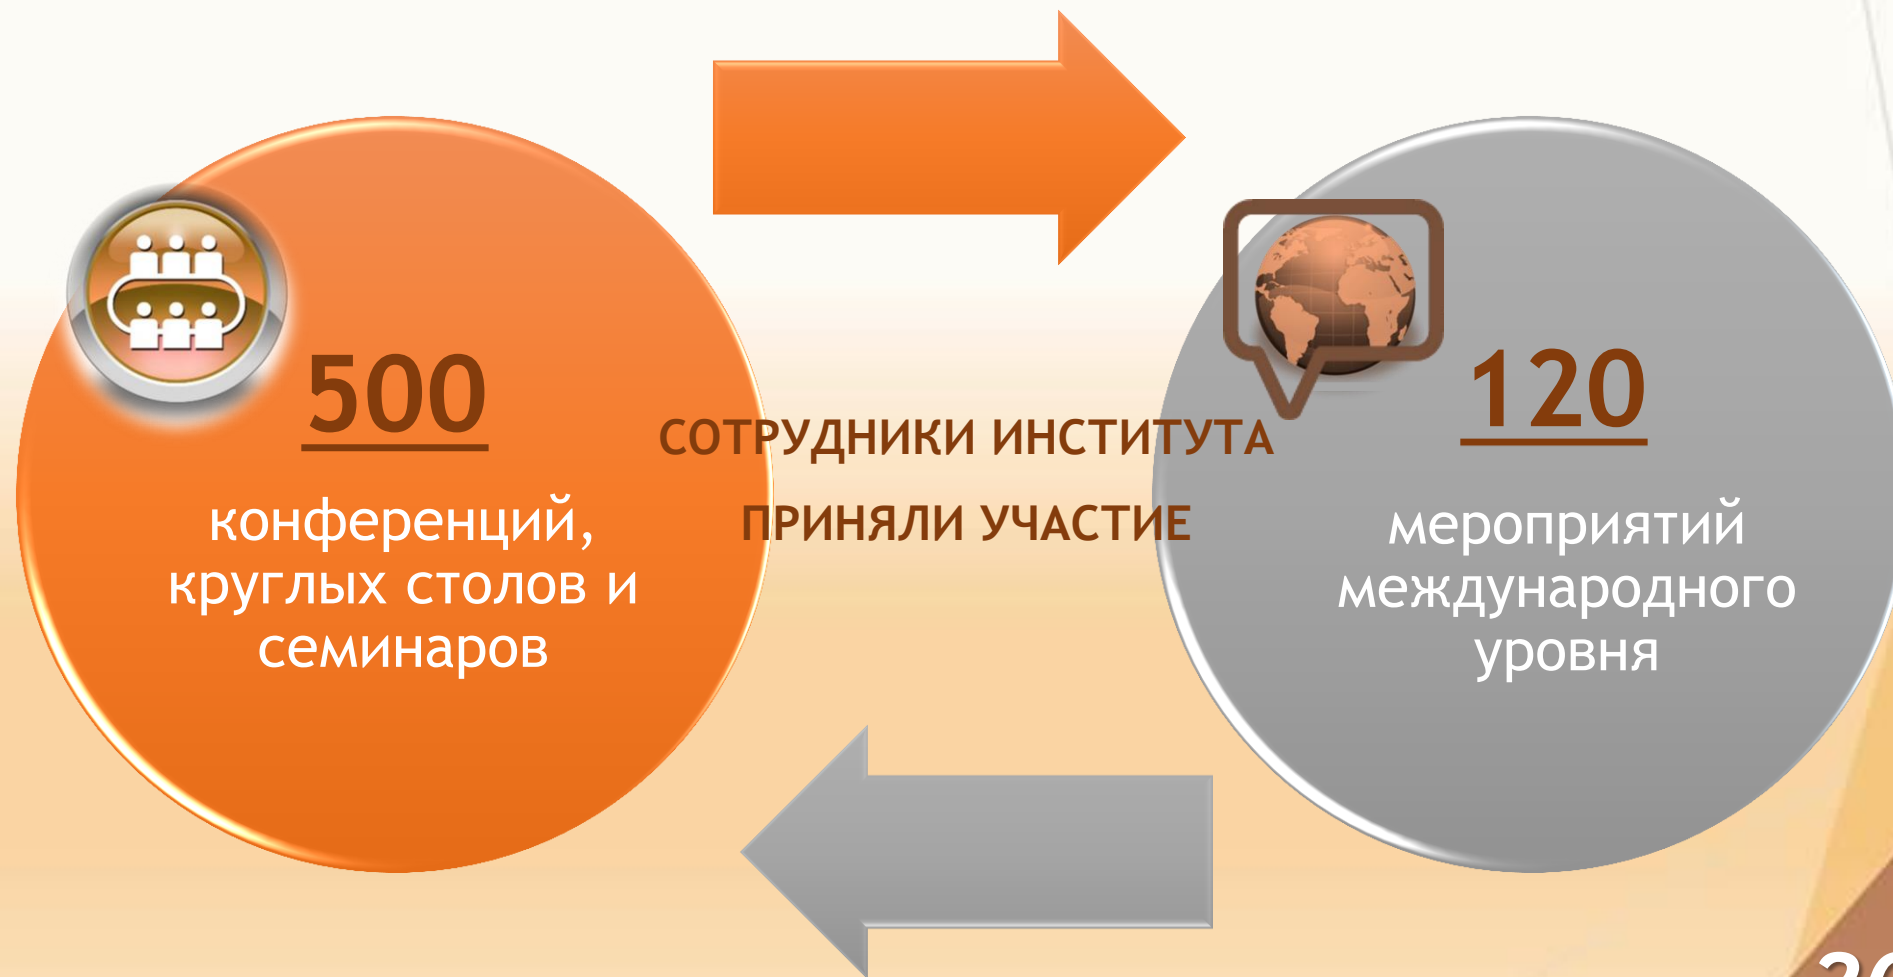 500
конференций,
круглых столов и
семинаров
СОТРУДНИКИ ИНСТИТУТА
ПРИНЯЛИ УЧАСТИЕ
120
мероприятий
международного
уровня